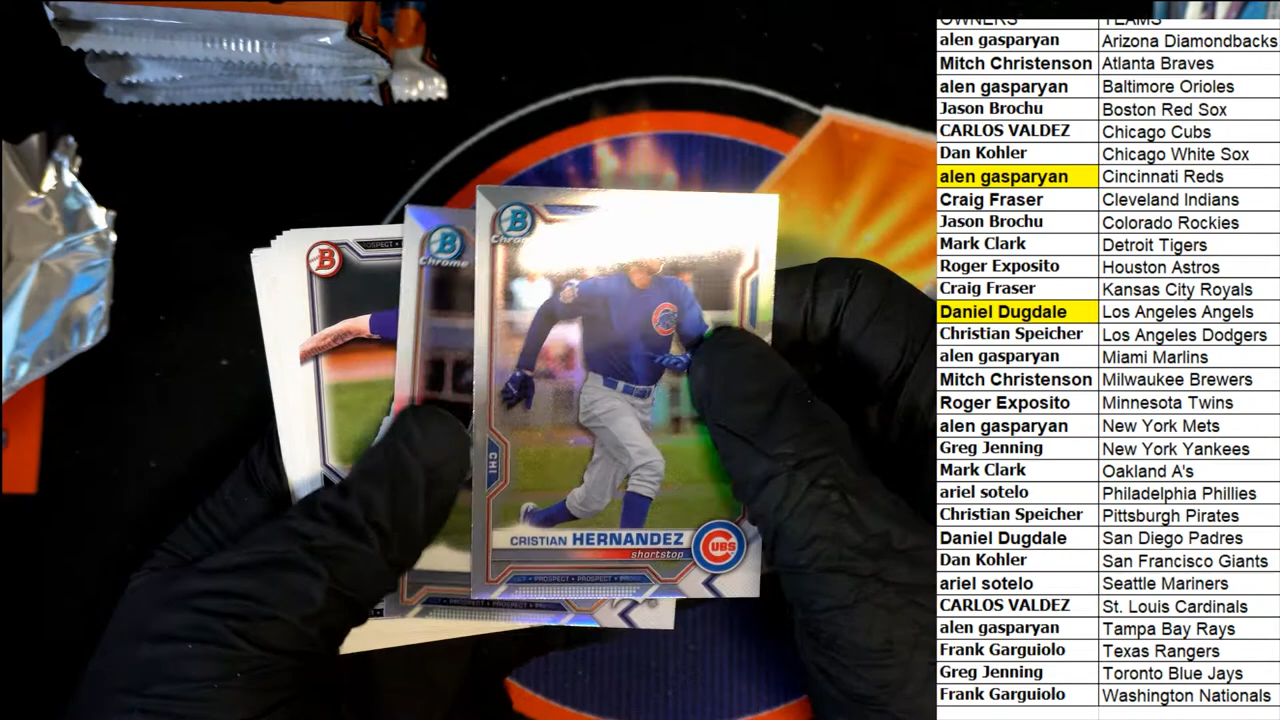 OWNERS TEAMS
alen gasparyan Arizona Diamondbacks
Mitch Christenson Atlanta Braves
alen gasparyan Baltimore Orioles
Jason Brochu Boston Red Sox
CARLOS VALDEZ Chicago Cubs
Dan Kohler Chicago White Sox
alen gasparyan Cincinnati Reds
Craig Fraser Cleveland Indians
Jason Brochu Colorado Rockies
Mark Clark Detroit Tigers
Roger Exposito Houston Astros
Craig Fraser Kansas City Royals
Daniel Dugdale Los Angeles Angels
Christian Speicher Los Angeles Dodgers
alen gasparyan Miami Marlins
Mitch Christenson Milwaukee Brewers
Roger Exposito Minnesota Twins
alen gasparyan New York Mets
Greg Jenning New York Yankees
Mark Clark Oakland A's
ariel sotelo Philadelphia Phillies
Christian Speicher Pittsburgh Pirates
Daniel Dugdale San Diego Padres
Dan Kohler San Francisco Giants
ariel sotelo Seattle Mariners
CARLOS VALDEZ St. Louis Cardinals
alen gasparyan Tampa Bay Rays
Frank Garguiolo Texas Rangers
Greg Jenning Toronto Blue Jays
Frank Garguiolo Washington Nationals
B
B
Chrome
B
CHI
CRISTIAN HERNANDEZ
shortstop
CUBS
PROSPECT • PROSPECT